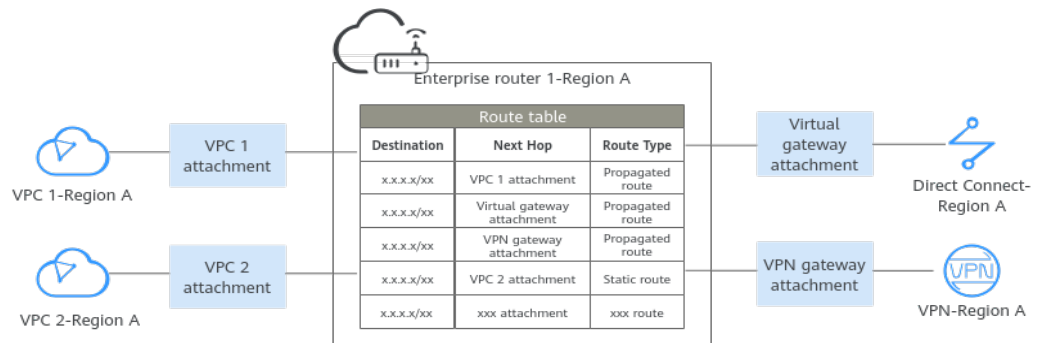 Enterprise router 1-Region A
Route table
Destination Next Hop Route Type
x.x.x.x/xx VPC 1 attachment Propagated
route
x.x.x.x/xx Virtual gateway
attachment Propagated
route
x.x.x.x/xx VPN gateway
attachment Propagated
route
x.x.x.x/xx VPC 2 attachment Static route
x.x.x.x/xx xxx attachment xxx route
VPC 1
attachment
VPC 1-Region A
VPC 2
attachment
VPC 2-Region A
Virtual
gateway
attachment
Direct Connect-
Region A
VPN gateway
attachment
VPN
VPN-Region A